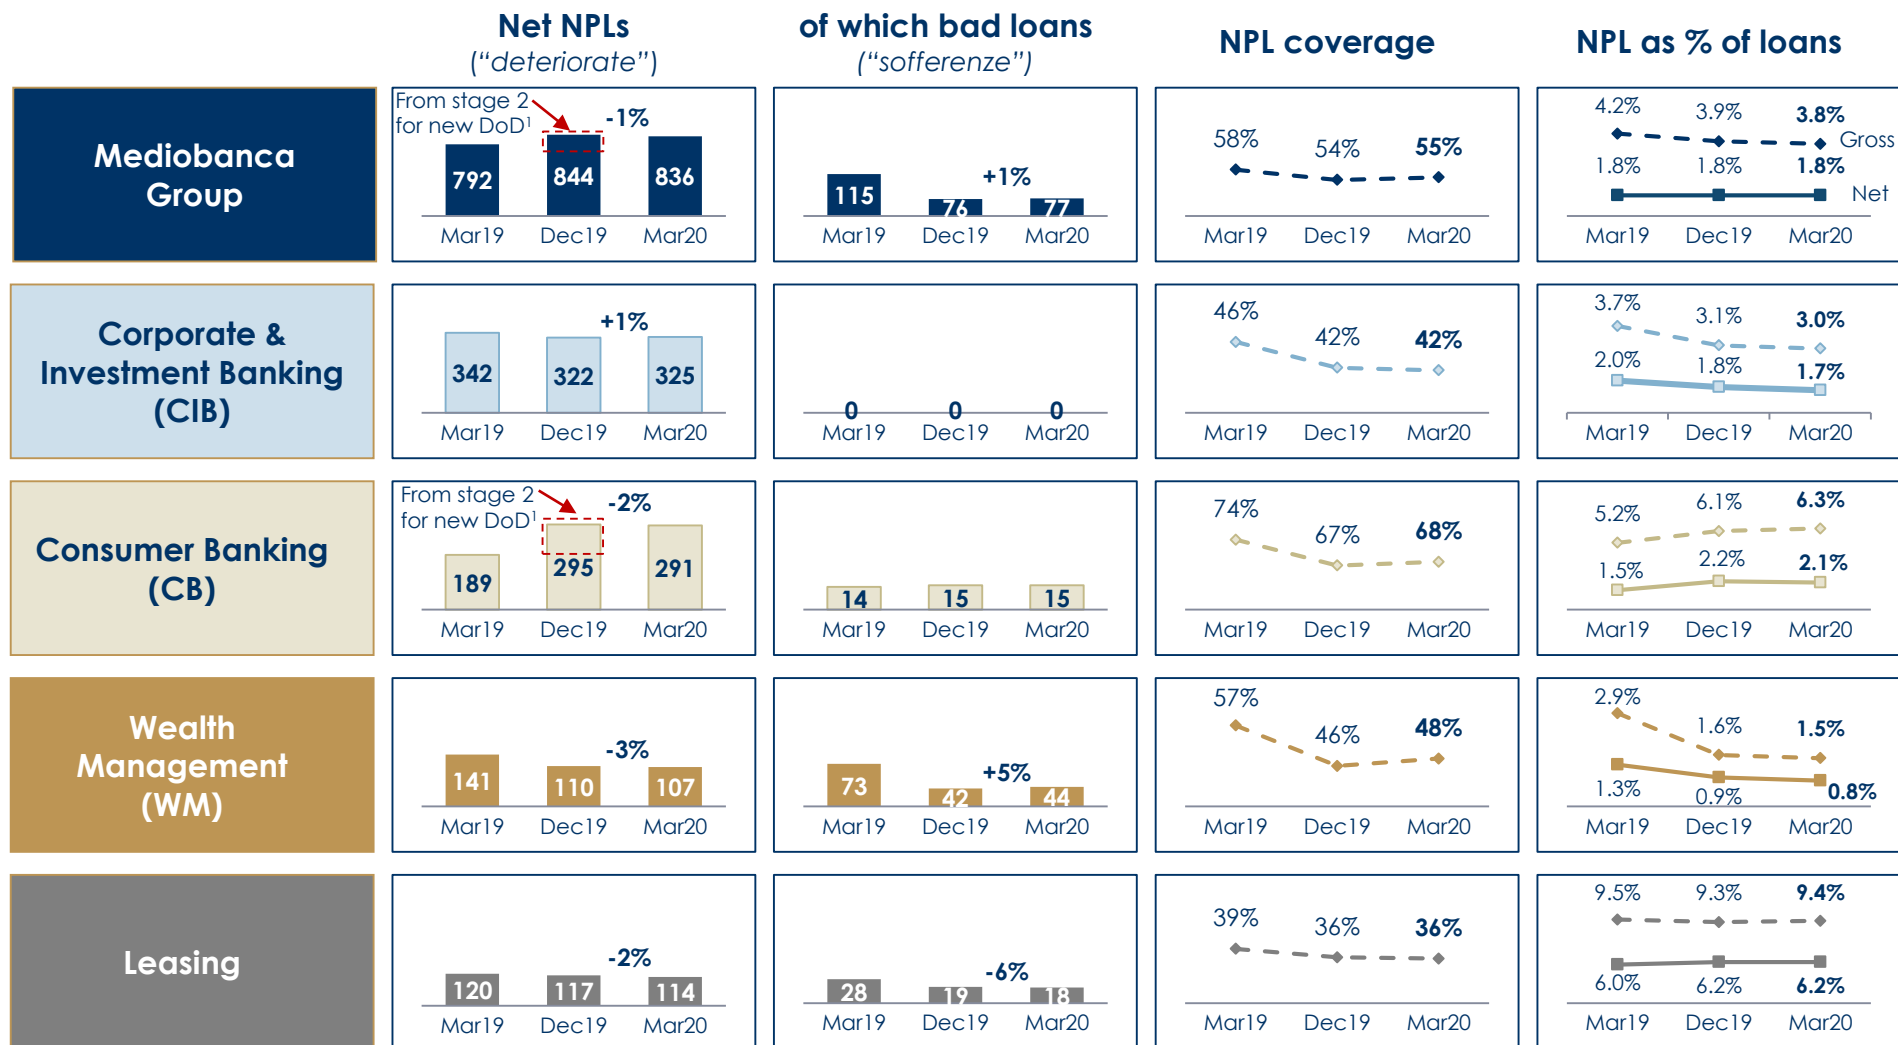 Net NPLs
(“deteriorate”)
of which bad loans
(“sofferenze”)
NPL coverage
NPL as % of loans
Mediobanca
Group
From stage 2
for new DoD1
-1%
792
844
836
Mar19
Dec19
Mar20
+1%
115
76
77
Mar19
Dec19
Mar20
58%
54%
55%
Mar19
Dec19
Mar20
4.2%
3.9%
3.8%
Gross
1.8%
1.8%
1.8%
Net
Mar19
Dec19
Mar20
Corporate &
Investment Banking
(CIB)
+1%
342
322
325
Mar19
Dec19
Mar20
0
0
0
Mar19
Dec19
Mar20
46%
42%
42%
Mar19
Dec19
Mar20
3.7%
3.1%
3.0%
2.0%
1.8%
1.7%
Mar19
Dec19
Mar20
Consumer Banking
(CB)
From stage 2
for new DoD1
-2%
189
295
291
Mar19
Dec19
Mar20
14
15
15
Mar19
Dec19
Mar20
74%
67%
68%
Mar19
Dec19
Mar20
5.2%
6.1%
6.3%
1.5%
2.2%
2.1%
Mar19
Dec19
Mar20
Wealth
Management
(WM)
-3%
141
110
107
Mar19
Dec19
Mar20
+5%
73
42
44
Mar19
Dec19
Mar20
57%
46%
48%
Mar19
Dec19
Mar20
2.9%
1.6%
1.5%
1.3%
0.9%
0.8%
Mar19
Dec19
Mar20
Leasing
-2%
120
117
114
Mar19
Dec19
Mar20
-6%
28
19
18
Mar19
Dec19
Mar20
39%
36%
36%
Mar19
Dec19
Mar20
9.5%
9.3%
9.4%
6.0%
6.2%
6.2%
Mar19
Dec19
Mar20